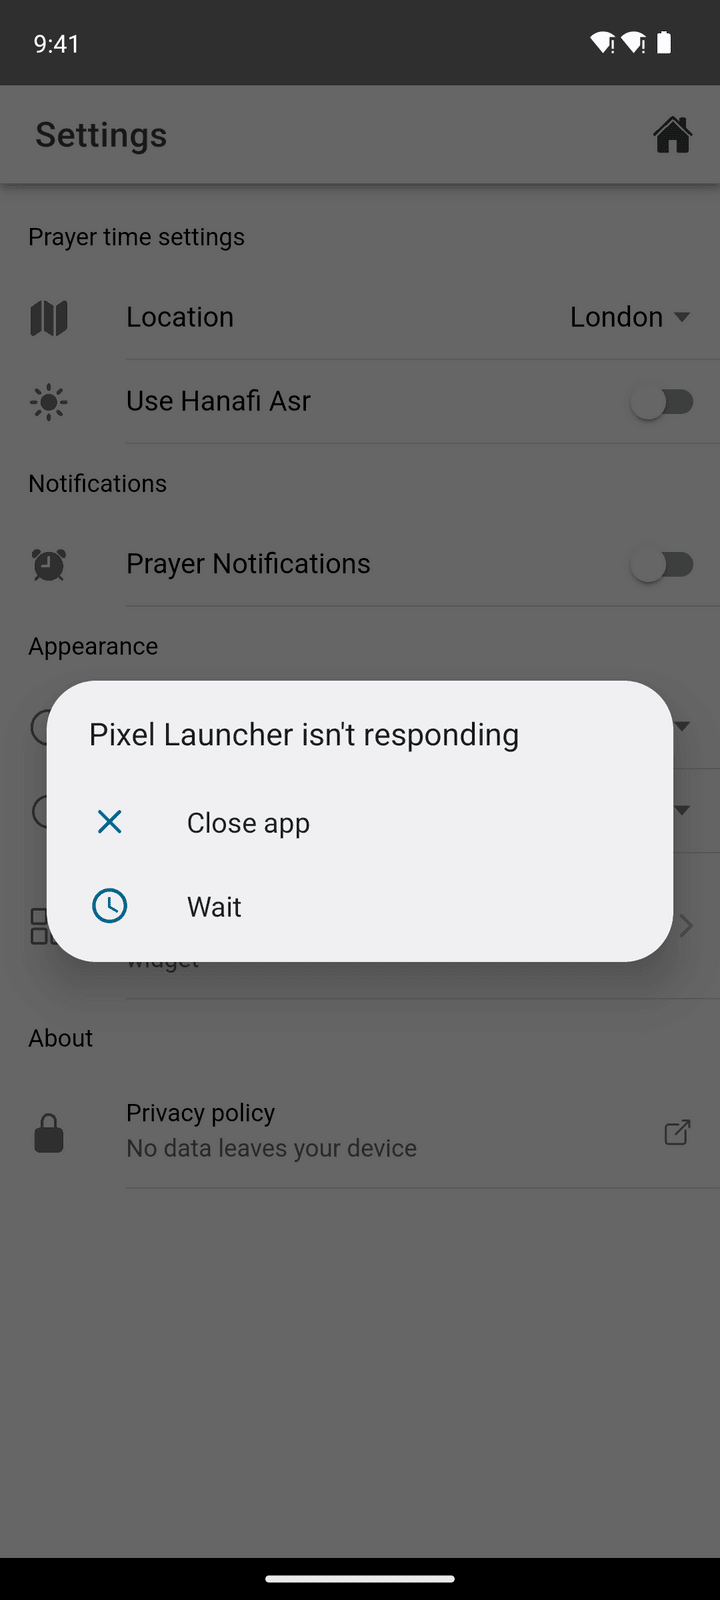 9:41
Settings
Prayer time settings
Location
London
Use Hanafi Asr
Notifications
Prayer Notifications
Appearance
Pixel Launcher isn't responding
Close app
Wait
widget
About
Privacy policy
No data leaves your device